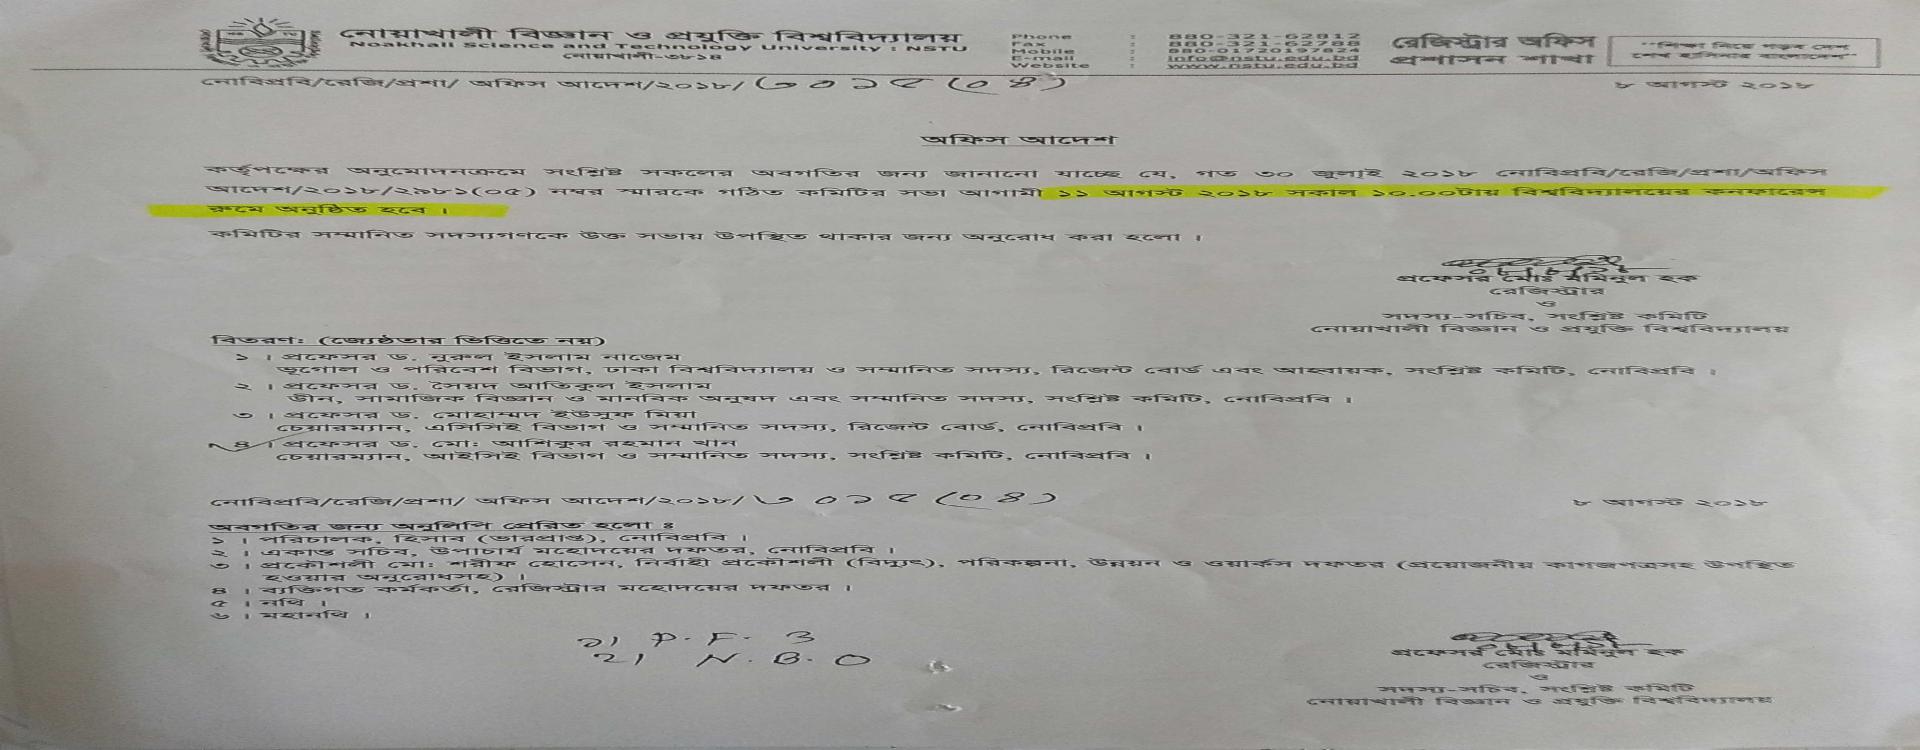 নোয়াখালী বিজ্ঞান ও প্রযুক্তি বিশ্ববিদ্যালয়
Noakhali Science and Technology University : NSTU
নোয়াখালী-৩৮১৪
Phone : 880-321-62812
Fax : 880-321-62788
Mobile : 880-01720197824
E-mail : info@nstu.edu.bd
Website : www.nstu.edu.bd
রেজিস্ট্রার অফিস
প্রশাসন শাখা
"শিক্ষা নিয়ে গড়ব দেশ
শেখ হাসিনার বাংলাদেশ"
নোবিপ্রবি/রেজি/প্রশা/ অফিস আদেশ/২০১৮/ ৩০১৫(০৪)
৮ আগস্ট ২০১৮
অফিস আদেশ
কর্তৃপক্ষের অনুমোদনক্রমে সংশ্লিষ্ট সকলের অবগতির জন্য জানানো যাচ্ছে যে, গত ৩০ জুলাই ২০১৮ নোবিপ্রবি/রেজি/প্রশা/অফিস
আদেশ/২০১৮/২৯৮১(০৫) নম্বর স্মারকে গঠিত কমিটির সভা আগামী ১১ আগস্ট ২০১৮ সকাল ১০.০০টায় বিশ্ববিদ্যালয়ের কনফারেন্স
রুমে অনুষ্ঠিত হবে ।
কমিটির সম্মানিত সদস্যগণকে উক্ত সভায় উপস্থিত থাকার জন্য অনুরোধ করা হলো ।
প্রফেসর মোঃ মমিনুল হক
রেজিস্ট্রার
ও
সদস্য-সচিব, সংশ্লিষ্ট কমিটি
নোয়াখালী বিজ্ঞান ও প্রযুক্তি বিশ্ববিদ্যালয়
বিতরণ: (জ্যেষ্ঠতার ভিত্তিতে নয়)
১ । প্রফেসর ড. নুরুল ইসলাম নাজেম
ভূগোল ও পরিবেশ বিভাগ, ঢাকা বিশ্ববিদ্যালয় ও সম্মানিত সদস্য, রিজেন্ট বোর্ড এবং আহবায়ক, সংশ্লিষ্ট কমিটি, নোবিপ্রবি ।
২ । প্রফেসর ড. সৈয়দ আতিকুল ইসলাম
ডীন, সামাজিক বিজ্ঞান ও মানবিক অনুষদ এবং সম্মানিত সদস্য, সংশ্লিষ্ট কমিটি, নোবিপ্রবি ।
৩ । প্রফেসর ড. মোহাম্মদ ইউসুফ মিয়া
চেয়ারম্যান, এসিসিই বিভাগ ও সম্মানিত সদস্য, রিজেন্ট বোর্ড, নোবিপ্রবি ।
৪ । প্রফেসর ড. মো: আশিকুর রহমান খান
চেয়ারম্যান, আইসিই বিভাগ ও সম্মানিত সদস্য, সংশ্লিষ্ট কমিটি, নোবিপ্রবি ।
নোবিপ্রবি/রেজি/প্রশা/ অফিস আদেশ/২০১৮/ ৩০১৫(০৪)
৮ আগস্ট ২০১৮
অবগতির জন্য অনুলিপি প্রেরিত হলো ঃ
১ । পরিচালক, হিসাব (ভারপ্রাপ্ত), নোবিপ্রবি ।
২ । একান্ত সচিব, উপাচার্য মহোদয়ের দফতর, নোবিপ্রবি ।
৩ । প্রকৌশলী মো: শরীফ হোসেন, নির্বাহী প্রকৌশলী (বিদ্যুৎ), পরিকল্পনা, উন্নয়ন ও ওয়ার্কস দফতর (প্রয়োজনীয় কাগজপত্রসহ উপস্থিত
হওয়ার অনুরোধসহ) ।
৪ । ব্যক্তিগত কর্মকর্তা, রেজিস্ট্রার মহোদয়ের দফতর ।
৫ । নথি ।
৬ । মহানথি ।
P. F. 3
২। N. B. O
প্রফেসর মোঃ মমিনুল হক
রেজিস্ট্রার
ও
সদস্য-সচিব, সংশ্লিষ্ট কমিটি
নোয়াখালী বিজ্ঞান ও প্রযুক্তি বিশ্ববিদ্যালয়